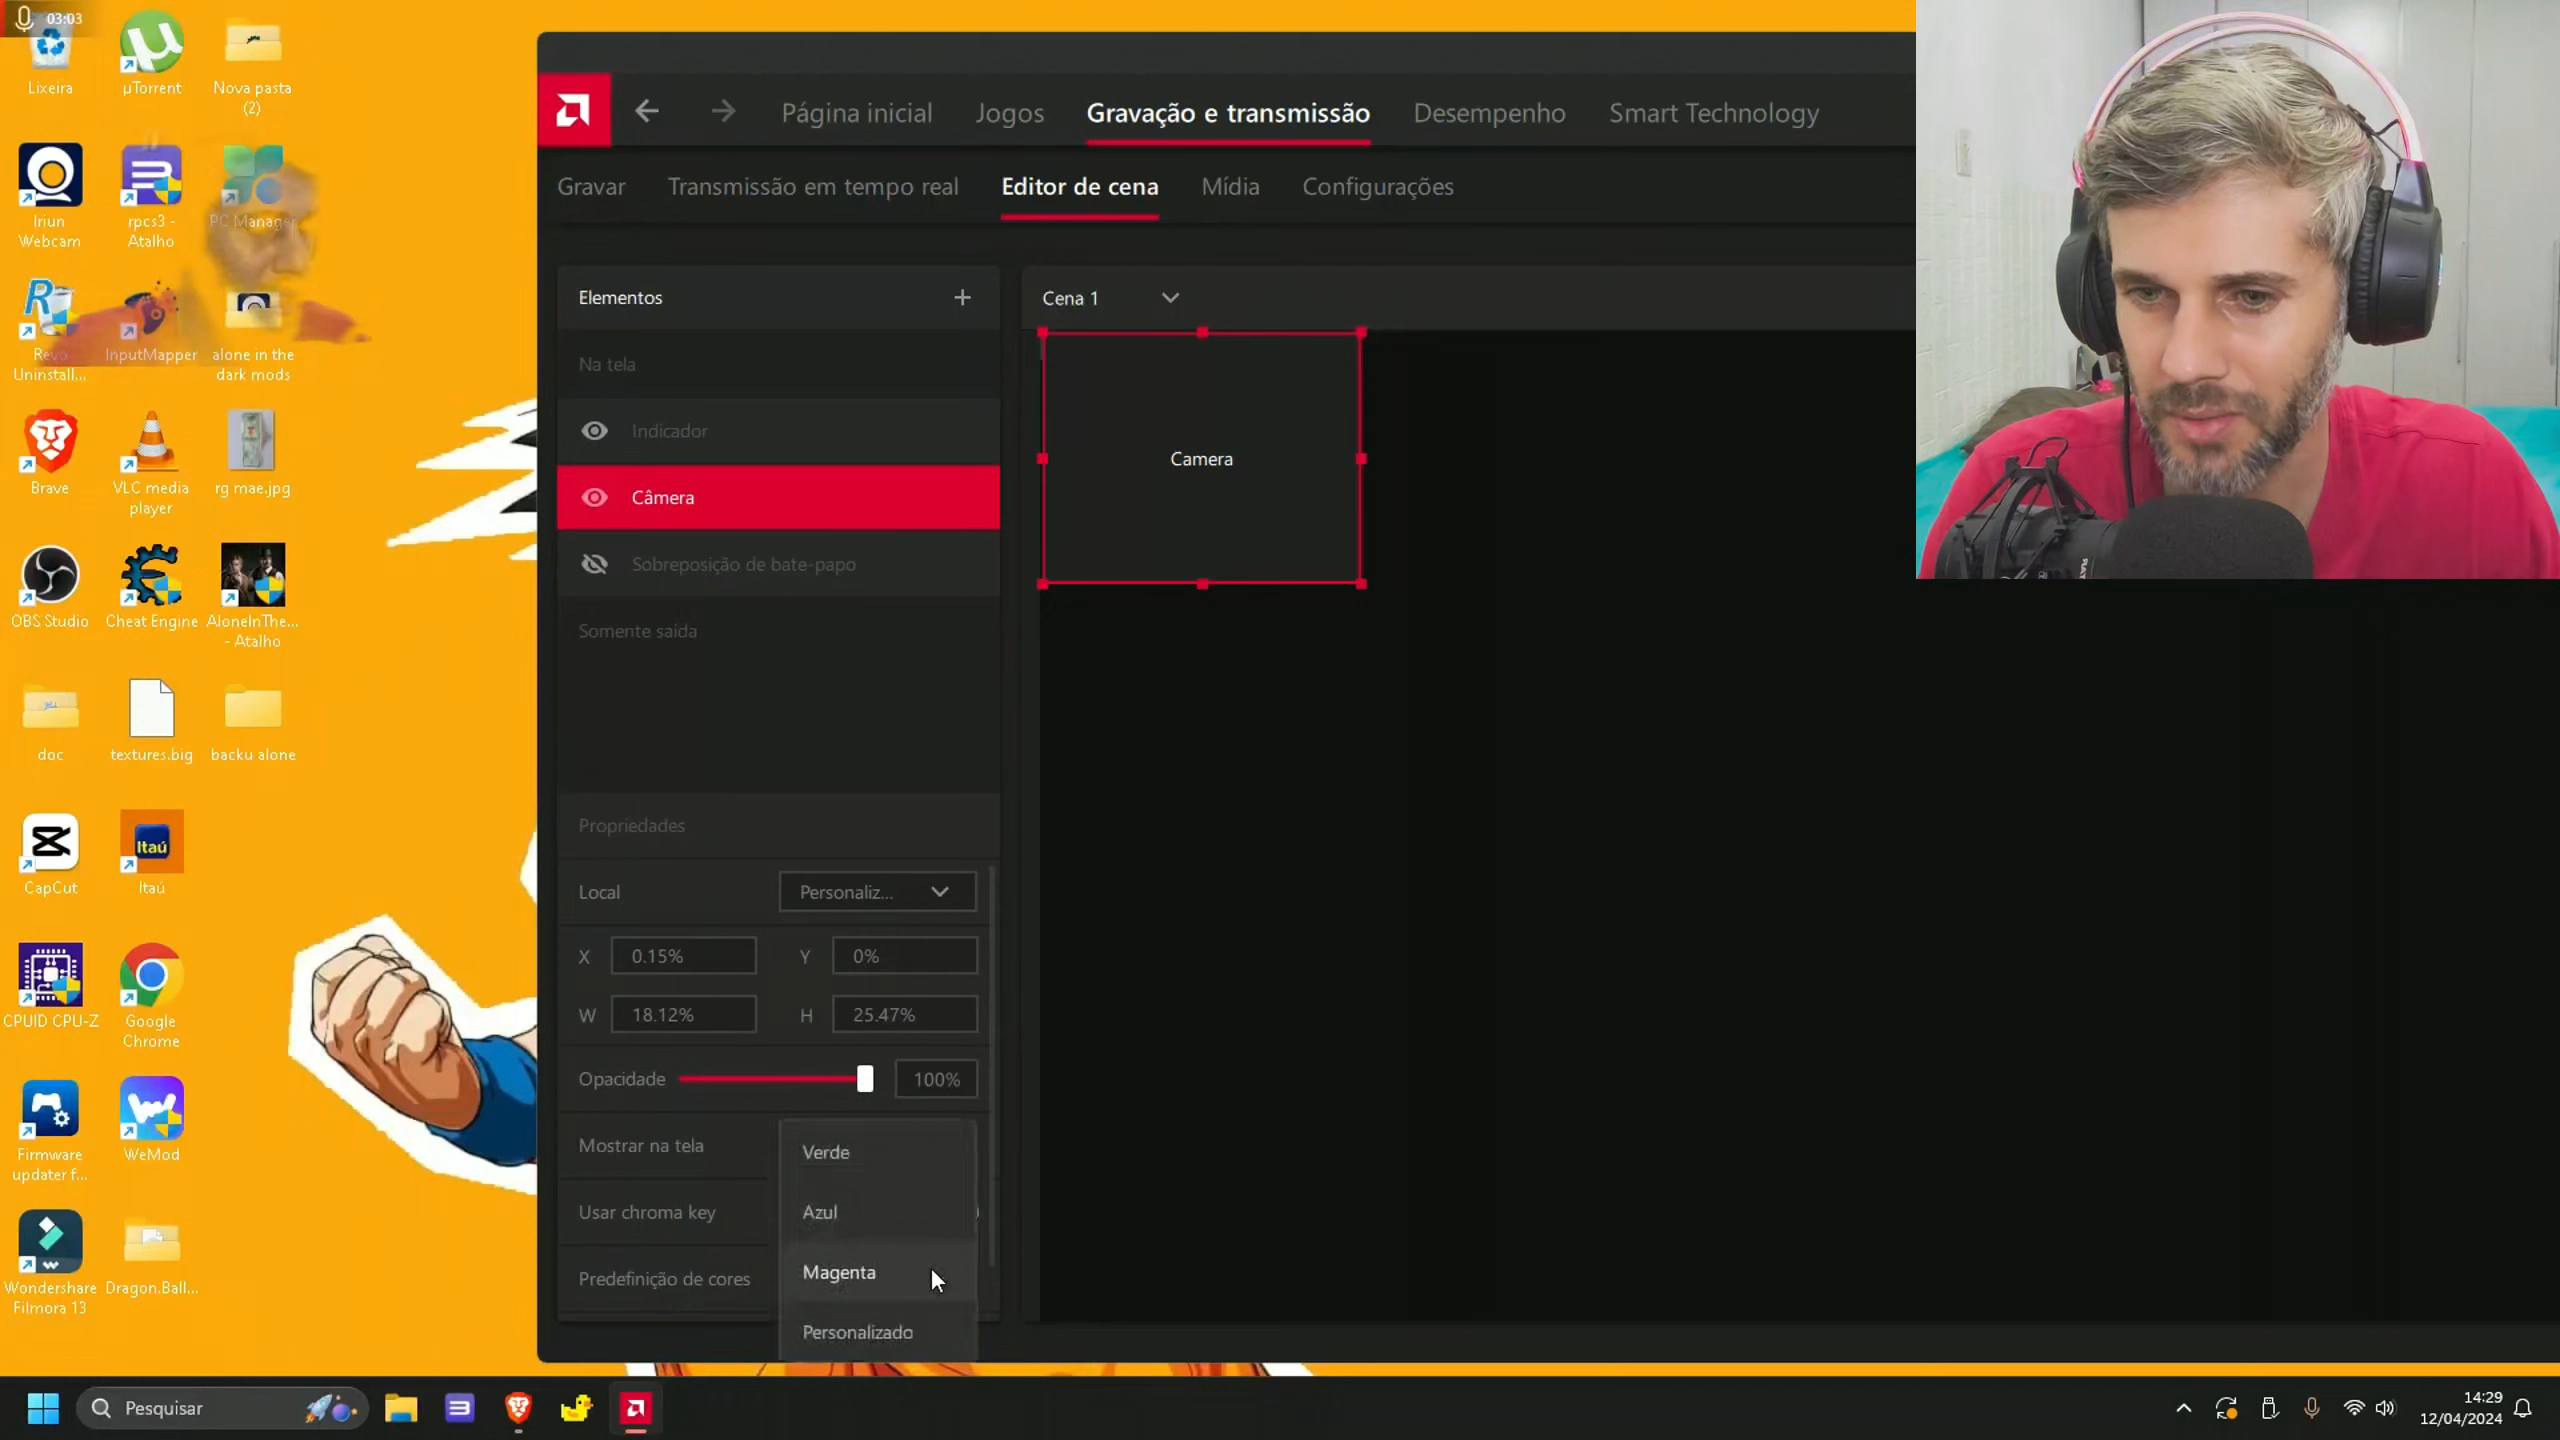 03:03
Lixeira
µTorrent
Nova pasta
(2)
Iriun
Webcam
rpcs3 -
Atalho
PC Manager
Revo
Uninstall...
InputMapper
alone in the
dark mods
Brave
VLC media
player
rg mae.jpg
OBS Studio
Cheat Engine
AloneInThe...
- Atalho
doc
textures.big
backu alone
CapCut
Itaú
Itaú
CPUID CPU-Z
Google
Chrome
Firmware
updater f...
WeMod
Wondershare
Filmora 13
Dragon.Ball...
Página inicial
Jogos
Gravação e transmissão
Desempenho
Smart Technology
Gravar
Transmissão em tempo real
Editor de cena
Mídia
Configurações
Elementos
Na tela
Indicador
Câmera
Sobreposição de bate-papo
Somente saída
Cena 1
Camera
Propriedades
Local
Personaliz...
X
0.15%
Y
0%
W
18.12%
H
25.47%
Opacidade
100%
Mostrar na tela
Usar chroma key
Predefinição de cores
Verde
Azul
Magenta
Personalizado
Pesquisar
14:29
12/04/2024